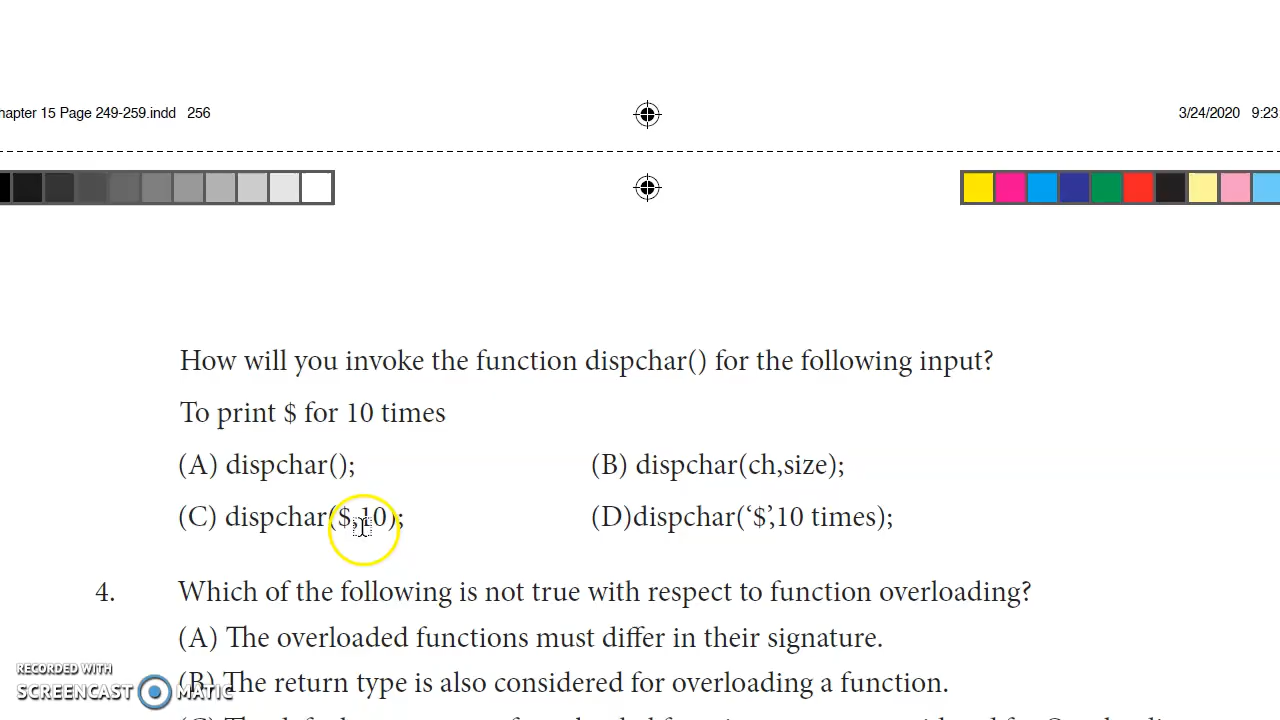 hapter 15 Page 249-259.indd 256
3/24/2020 9:23
How will you invoke the function dispchar() for the following input?
To print $ for 10 times
(A) dispchar();
(B) dispchar(ch,size);
(C) dispchar($,10);
(D)dispchar(‘$’,10 times);
4. Which of the following is not true with respect to function overloading?
(A) The overloaded functions must differ in their signature.
(B) The return type is also considered for overloading a function.
RECORDED WITH
SCREENCAST MATIC